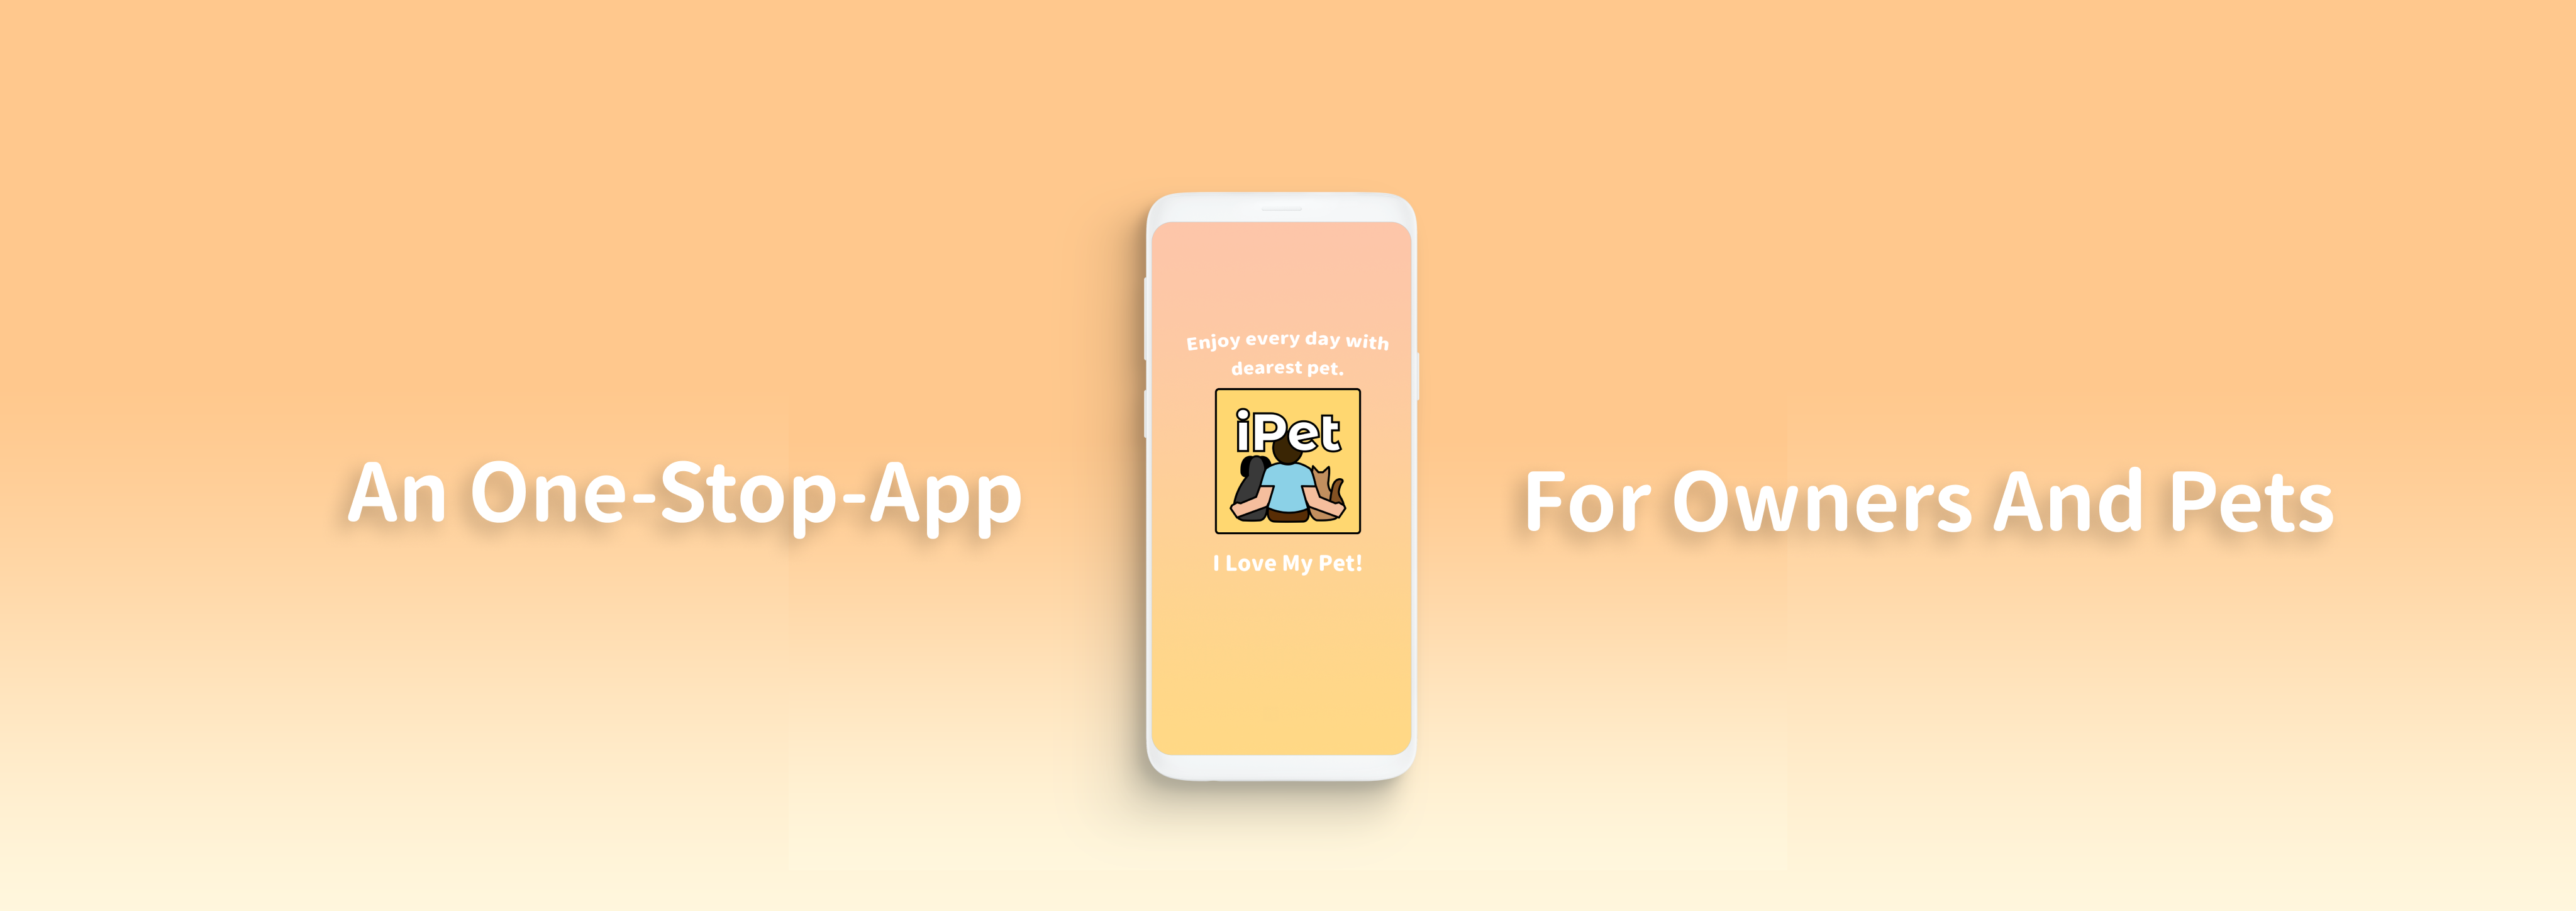 An One-Stop-App
Enjoy every day with
dearest pet.
iPet
I Love My Pet!
For Owners And Pets